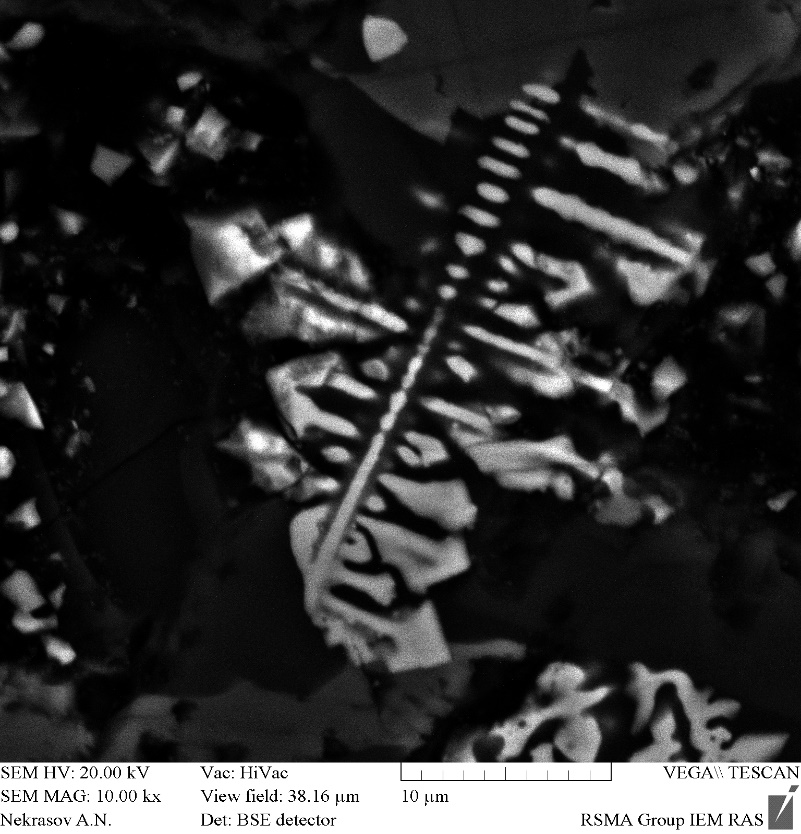 SEM HV: 20.00 kV Vac: HiVac VEGA\\ TESCAN
SEM MAG: 10.00 kx View field: 38.16 µm 10 µm
Nekrasov A.N. Det: BSE detector RSMA Group IEM RAS